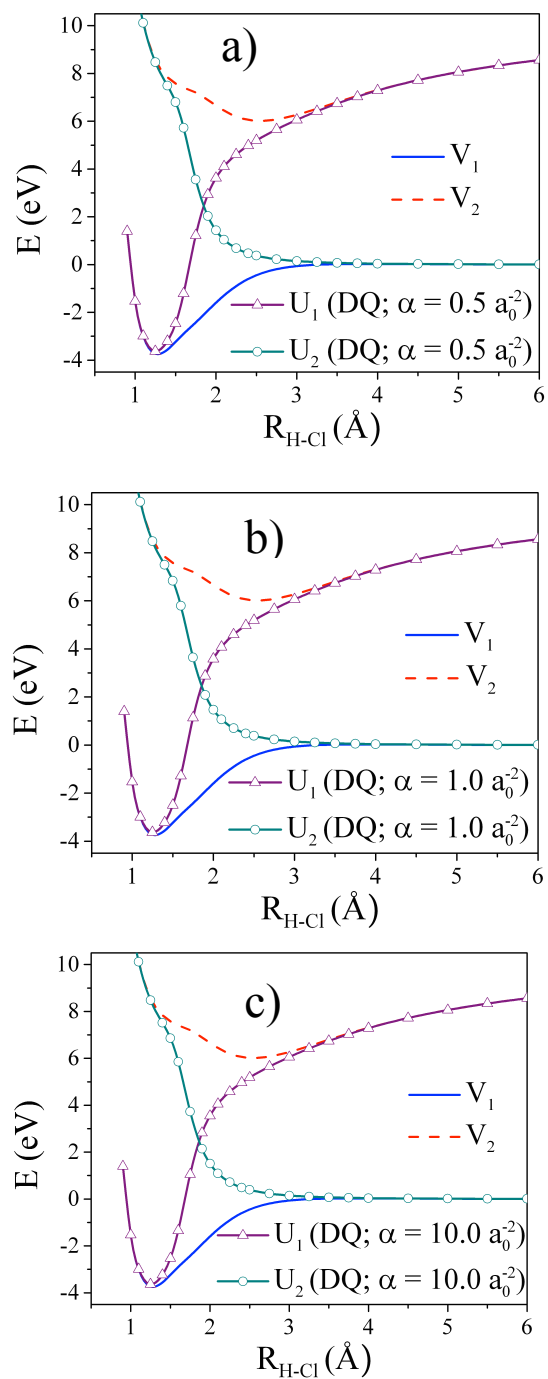 a)
10
8
6
4
2
0
-2
-4
E (eV)
V₁
V₂
U₁ (DQ; α = 0.5 a₀⁻²)
U₂ (DQ; α = 0.5 a₀⁻²)
1 2 3 4 5 6
R_H-Cl (Å)
b)
10
8
6
4
2
0
-2
-4
E (eV)
V₁
V₂
U₁ (DQ; α = 1.0 a₀⁻²)
U₂ (DQ; α = 1.0 a₀⁻²)
1 2 3 4 5 6
R_H-Cl (Å)
c)
10
8
6
4
2
0
-2
-4
E (eV)
V₁
V₂
U₁ (DQ; α = 10.0 a₀⁻²)
U₂ (DQ; α = 10.0 a₀⁻²)
1 2 3 4 5 6
R_H-Cl (Å)